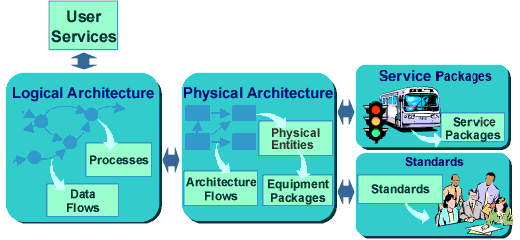 User
Services
Logical Architecture
Processes
Data
Flows
Physical Architecture
Physical
Entities
Architecture
Flows
Equipment
Packages
Service Packages
Service
Packages
Standards
Standards